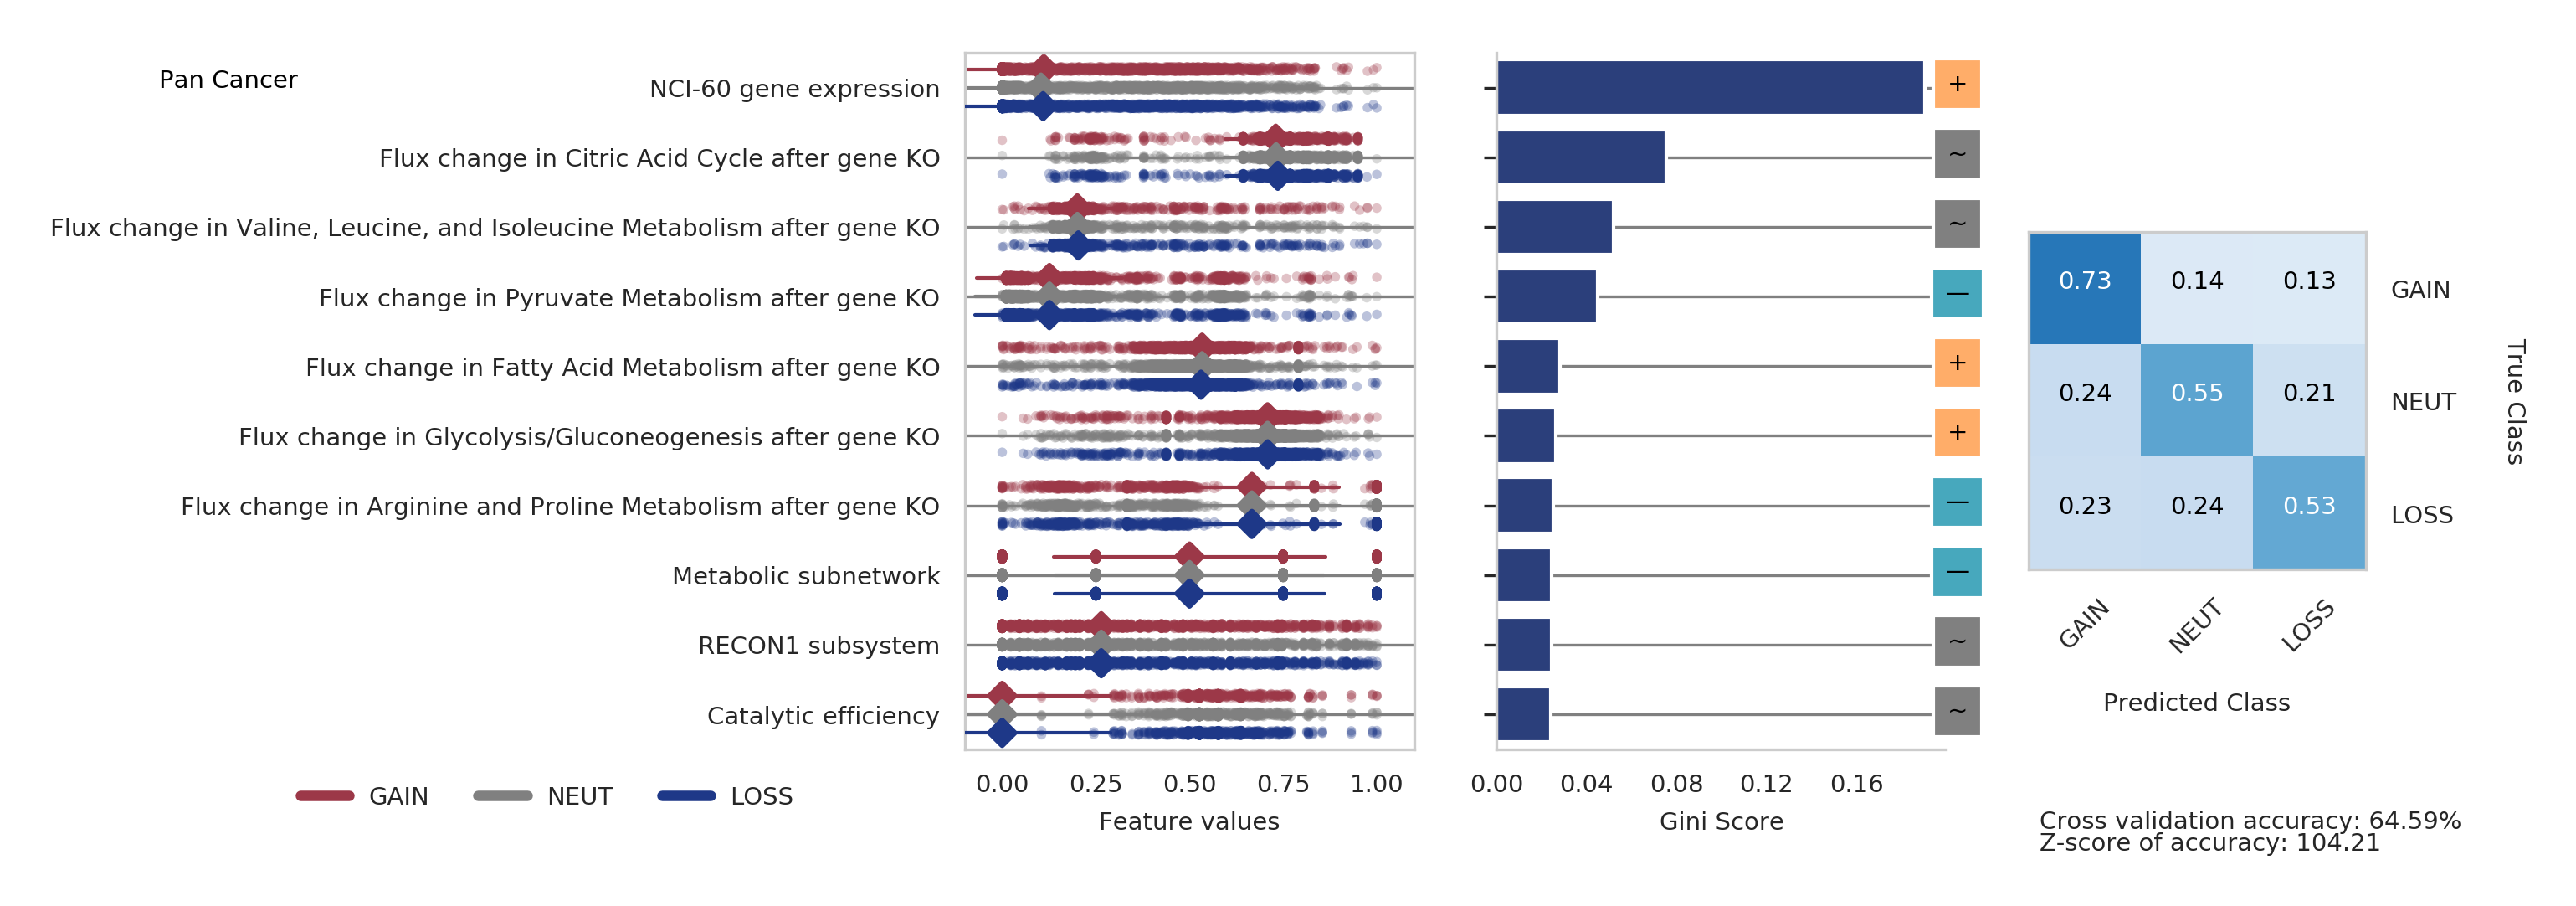 Pan Cancer
NCI-60 gene expression
Flux change in Citric Acid Cycle after gene KO
Flux change in Valine, Leucine, and Isoleucine Metabolism after gene KO
Flux change in Pyruvate Metabolism after gene KO
Flux change in Fatty Acid Metabolism after gene KO
Flux change in Glycolysis/Gluconeogenesis after gene KO
Flux change in Arginine and Proline Metabolism after gene KO
Metabolic subnetwork
RECON1 subsystem
Catalytic efficiency
GAIN NEUT LOSS
0.00 0.25 0.50 0.75 1.00
Feature values
+
~
~
—
+
+
—
—
~
~
0.00 0.04 0.08 0.12 0.16
Gini Score
0.73 0.14 0.13 GAIN
0.24 0.55 0.21 NEUT
0.23 0.24 0.53 LOSS
True Class
GAIN NEUT LOSS
Predicted Class
Cross validation accuracy: 64.59%
Z-score of accuracy: 104.21